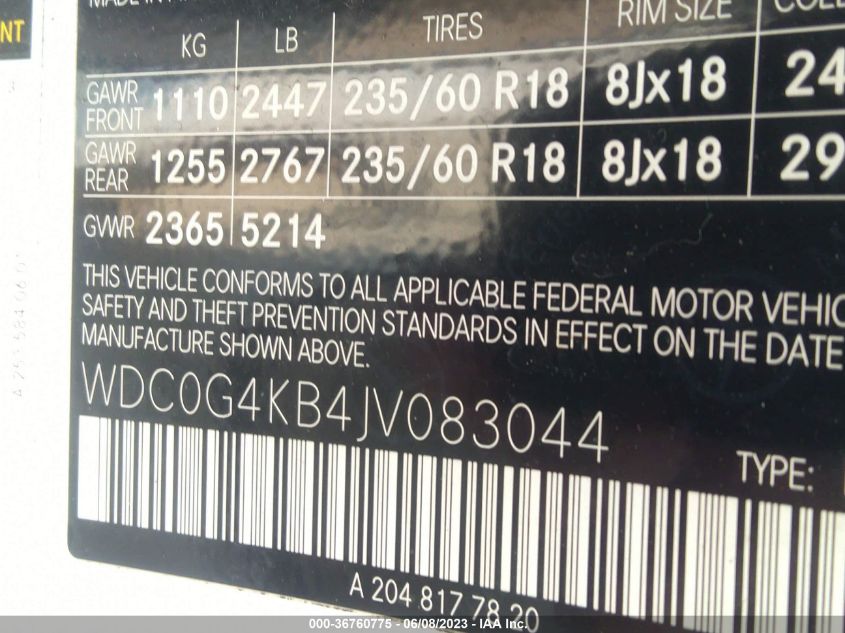 MADE IN
RIM SIZE
NT
KG LB TIRES
GAWR FRONT 1110 2447 235/60 R18 8Jx18 24
GAWR REAR 1255 2767 235/60 R18 8Jx18 29
GVWR 2365 5214
THIS VEHICLE CONFORMS TO ALL APPLICABLE FEDERAL MOTOR VEHIC
SAFETY AND THEFT PREVENTION STANDARDS IN EFFECT ON THE DATE
MANUFACTURE SHOWN ABOVE.
WDC0G4KB4JV083044
TYPE:
A 204 817 78 20
000-36760775 - 06/08/2023 - IAA Inc.